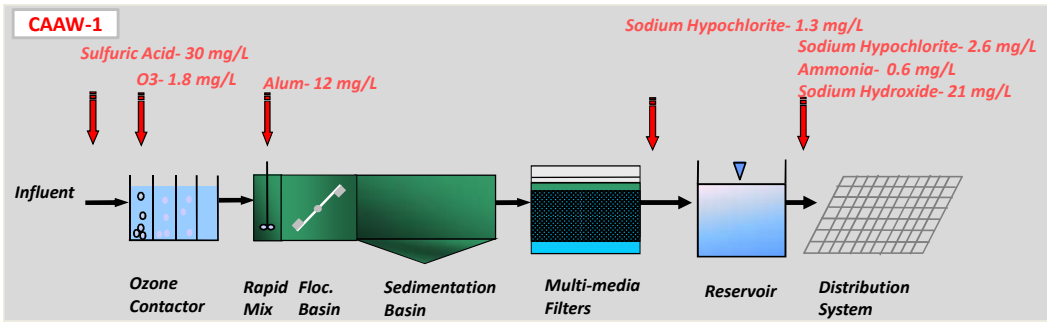 CAAW-1
Sulfuric Acid- 30 mg/L
O3- 1.8 mg/L
Alum- 12 mg/L
Sodium Hypochlorite- 1.3 mg/L
Sodium Hypochlorite- 2.6 mg/L
Ammonia- 0.6 mg/L
Sodium Hydroxide- 21 mg/L
Influent
Ozone
Contactor
Rapid
Mix
Floc.
Basin
Sedimentation
Basin
Multi-media
Filters
Reservoir
Distribution
System